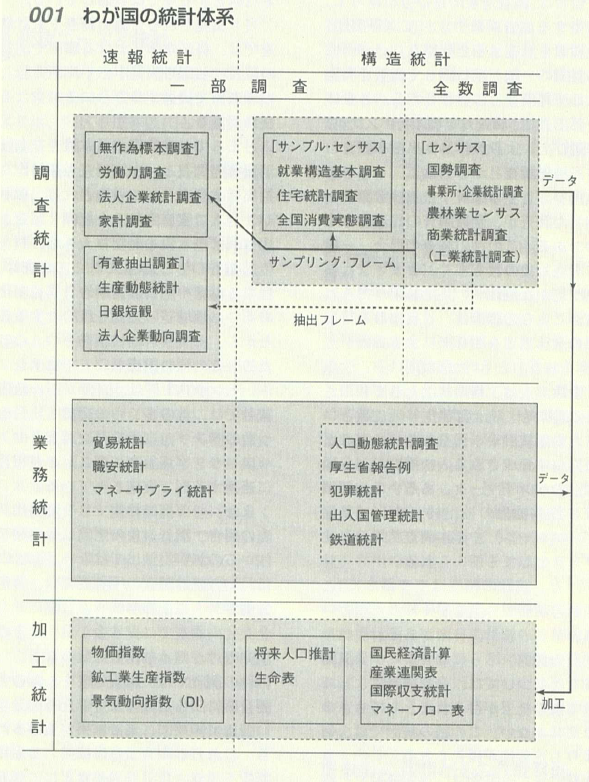 001 わが国の統計体系
速報統計
構造統計
一部調査
全数調査
調査統計
[無作為標本調査]
労働力調査
法人企業統計調査
家計調査
[有意抽出調査]
生産動態統計
日銀短観
法人企業動向調査
[サンプル・センサス]
就業構造基本調査
住宅統計調査
全国消費実態調査
[センサス]
国勢調査
事業所・企業統計調査
農林業センサス
商業統計調査
(工業統計調査)
サンプリング・フレーム
抽出フレーム
データ
業務統計
貿易統計
職安統計
マネーサプライ統計
人口動態統計調査
厚生省報告例
犯罪統計
出入国管理統計
鉄道統計
データ
加工統計
物価指数
鉱工業生産指数
景気動向指数(DI)
将来人口推計
生命表
国民経済計算
産業連関表
国際収支統計
マネーフロー表
加工